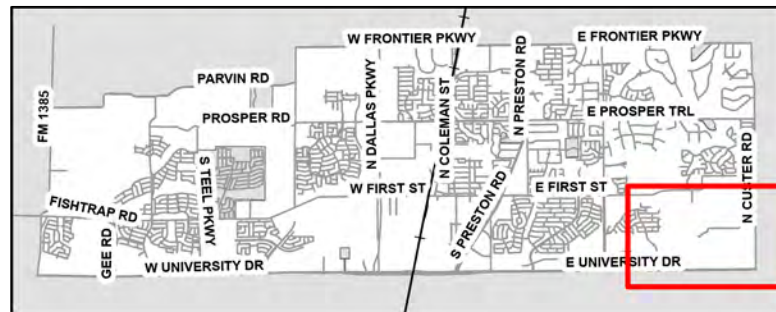 W FRONTIER PKWY
E FRONTIER PKWY
PARVIN RD
PROSPER RD
E PROSPER TRL
FM 1385
N DALLAS PKWY
N COLEMAN ST
N PRESTON RD
S TEEL PKWY
W FIRST ST
E FIRST ST
S PRESTON RD
N CUSTER RD
FISHTRAP RD
GEE RD
W UNIVERSITY DR
E UNIVERSITY DR